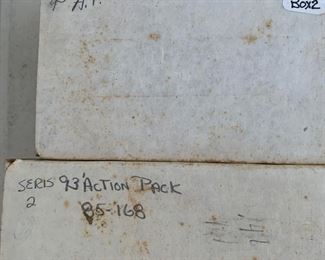 A.P.
BOX2
SERIS 93' ACTION PACK
2
85-168